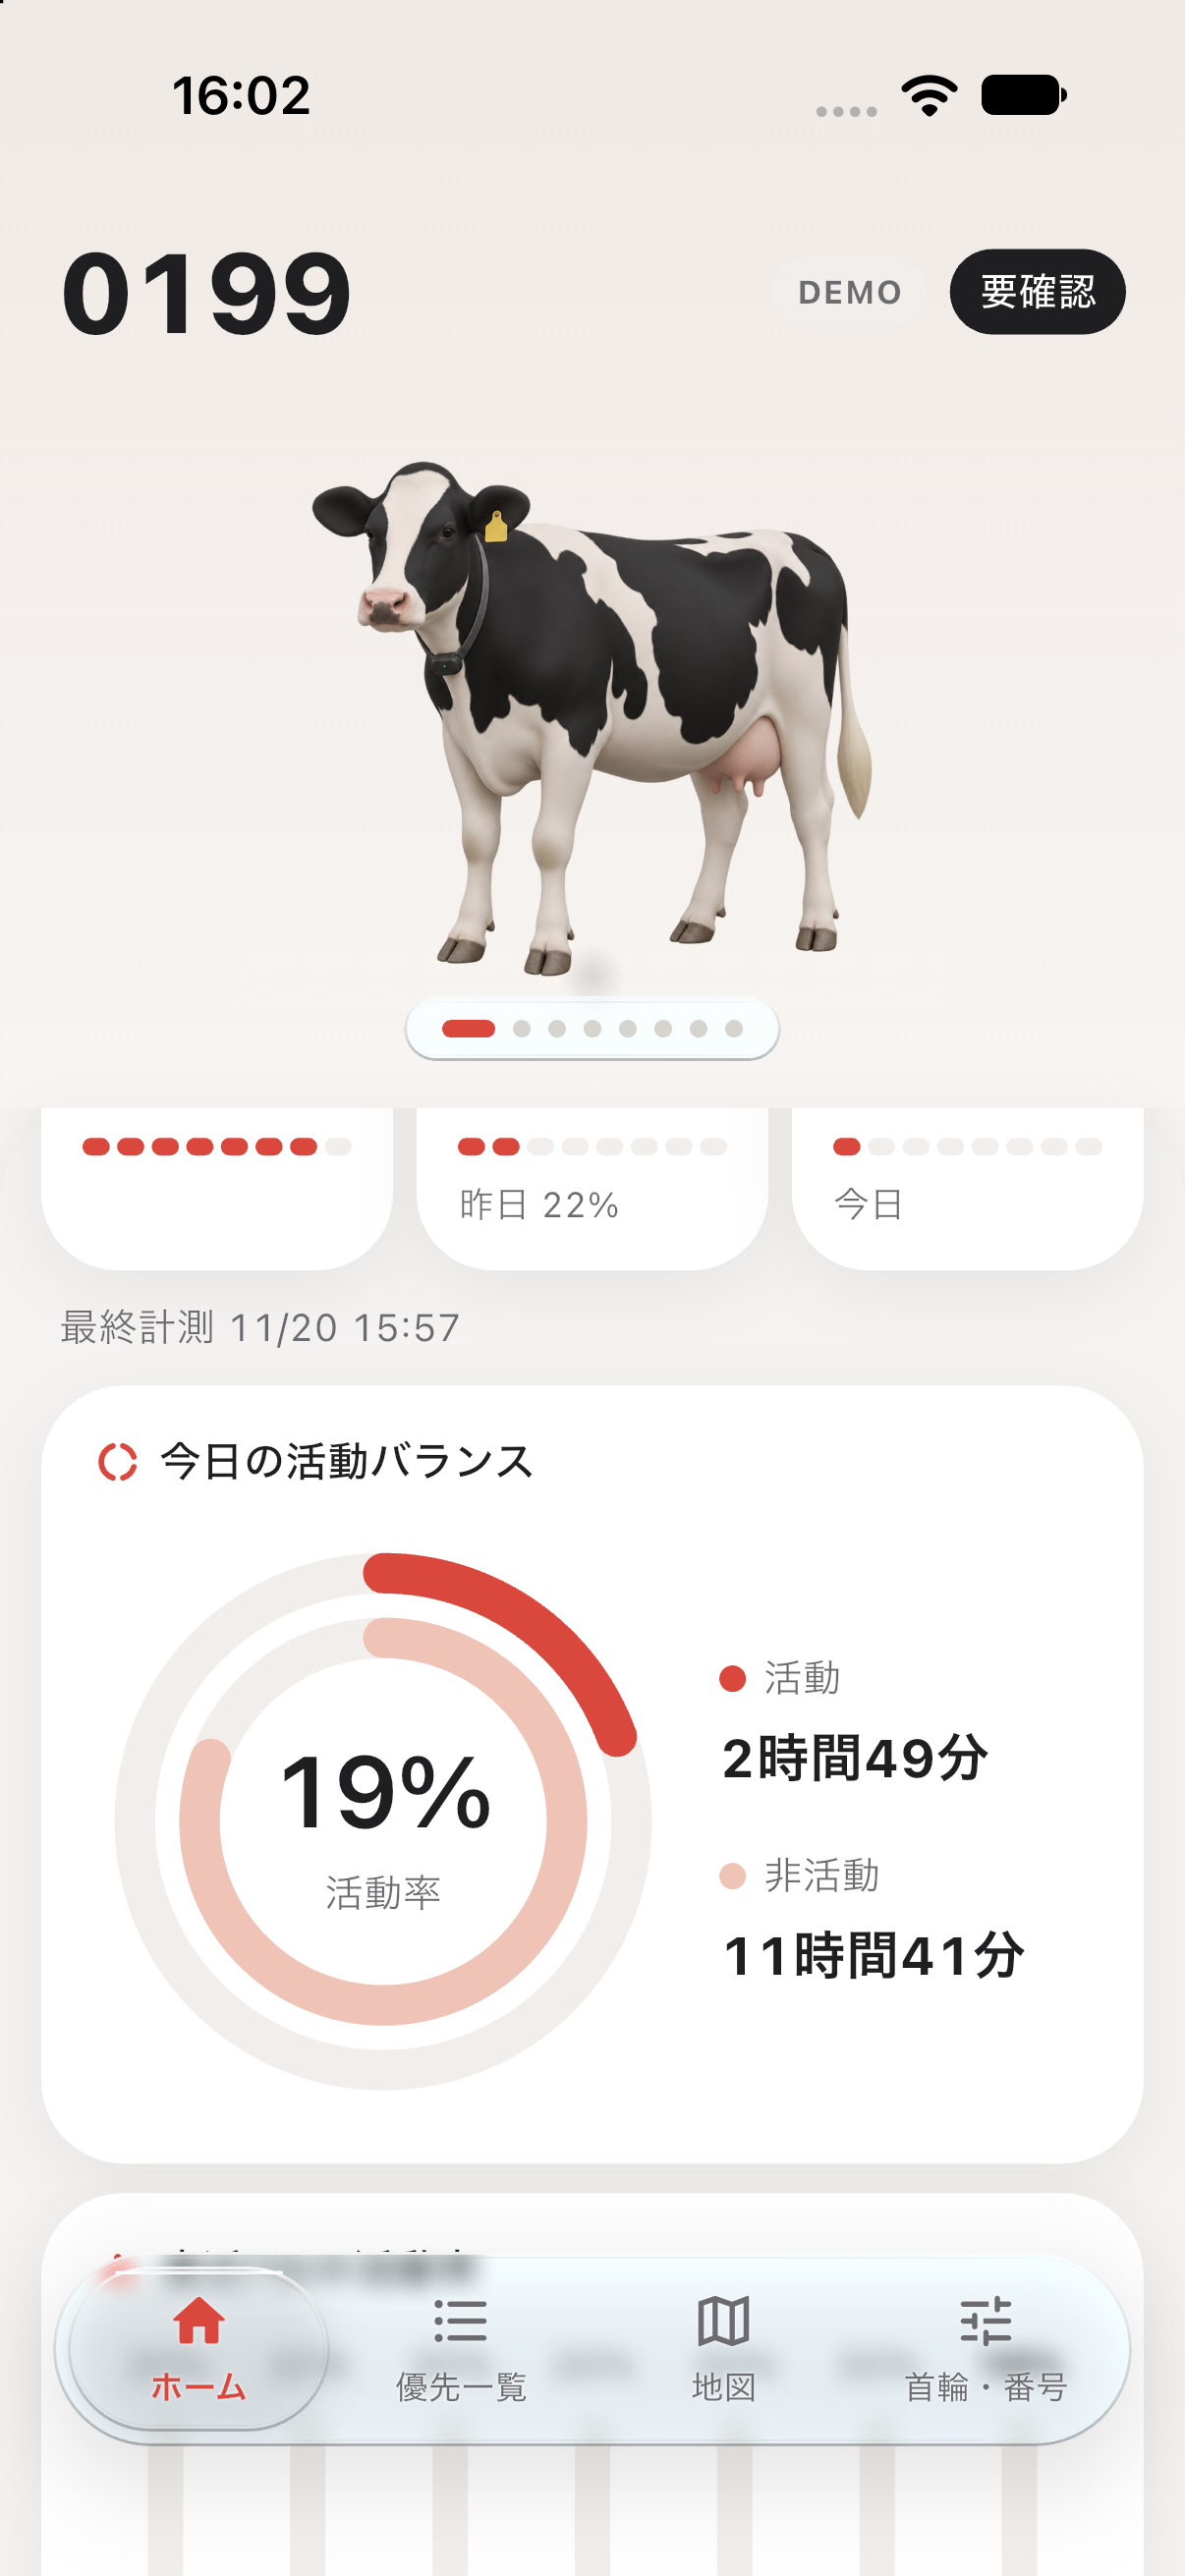 16:02
0199
DEMO
要確認
昨日 22%
今日
最終計測 11/20 15:57
今日の活動バランス
19%
活動率
活動
2時間49分
非活動
11時間41分
ホーム
優先一覧
地図
首輪・番号